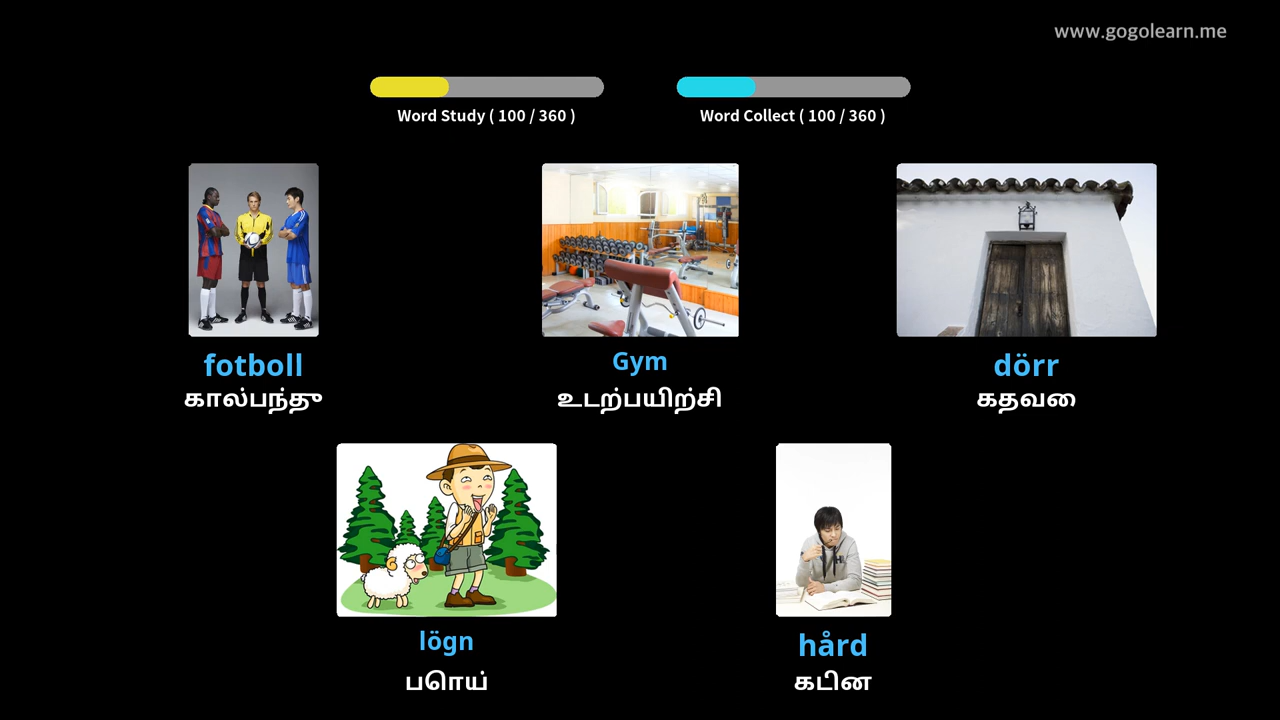 www.gogolearn.me
Word Study ( 100 / 360 )
Word Collect ( 100 / 360 )
fotboll
கால்பந்து
Gym
உடற்பயிற்சி
dörr
கதவை
lögn
பொய்
hård
கடின